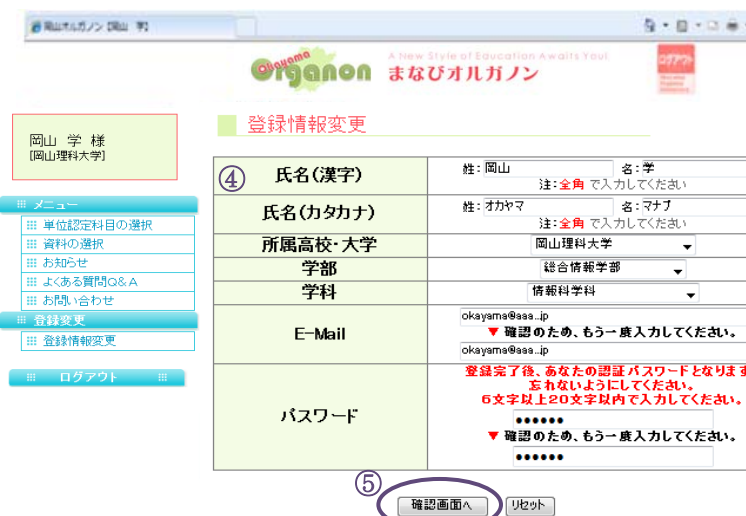 岡山オルガノン【岡山 学】
Okayama
Organon
A New Style of Education Awaits You!
まなびオルガノン
ログアウト
岡山 学 様
[岡山理科大学]
登録情報変更
メニュー
単位認定科目の選択
資料の選択
お知らせ
よくある質問Q&A
お問い合わせ
登録変更
登録情報変更
ログアウト
④
氏名(漢字)
姓:岡山 名:学
注:全角 で入力してください
氏名(カタカナ)
姓:オカヤマ 名:マナブ
注:全角 で入力してください
所属高校・大学
岡山理科大学
学部
総合情報学部
学科
情報科学科
E-Mail
okayama@aaa..jp
▼ 確認のため、もう一度入力してください。
okayama@aaa..jp
パスワード
登録完了後、あなたの認証パスワードとなります
忘れないようにしてください。
6文字以上20文字以内で入力してください。
●●●●●●
▼ 確認のため、もう一度入力してください。
●●●●●●
⑤
確認画面へ リセット